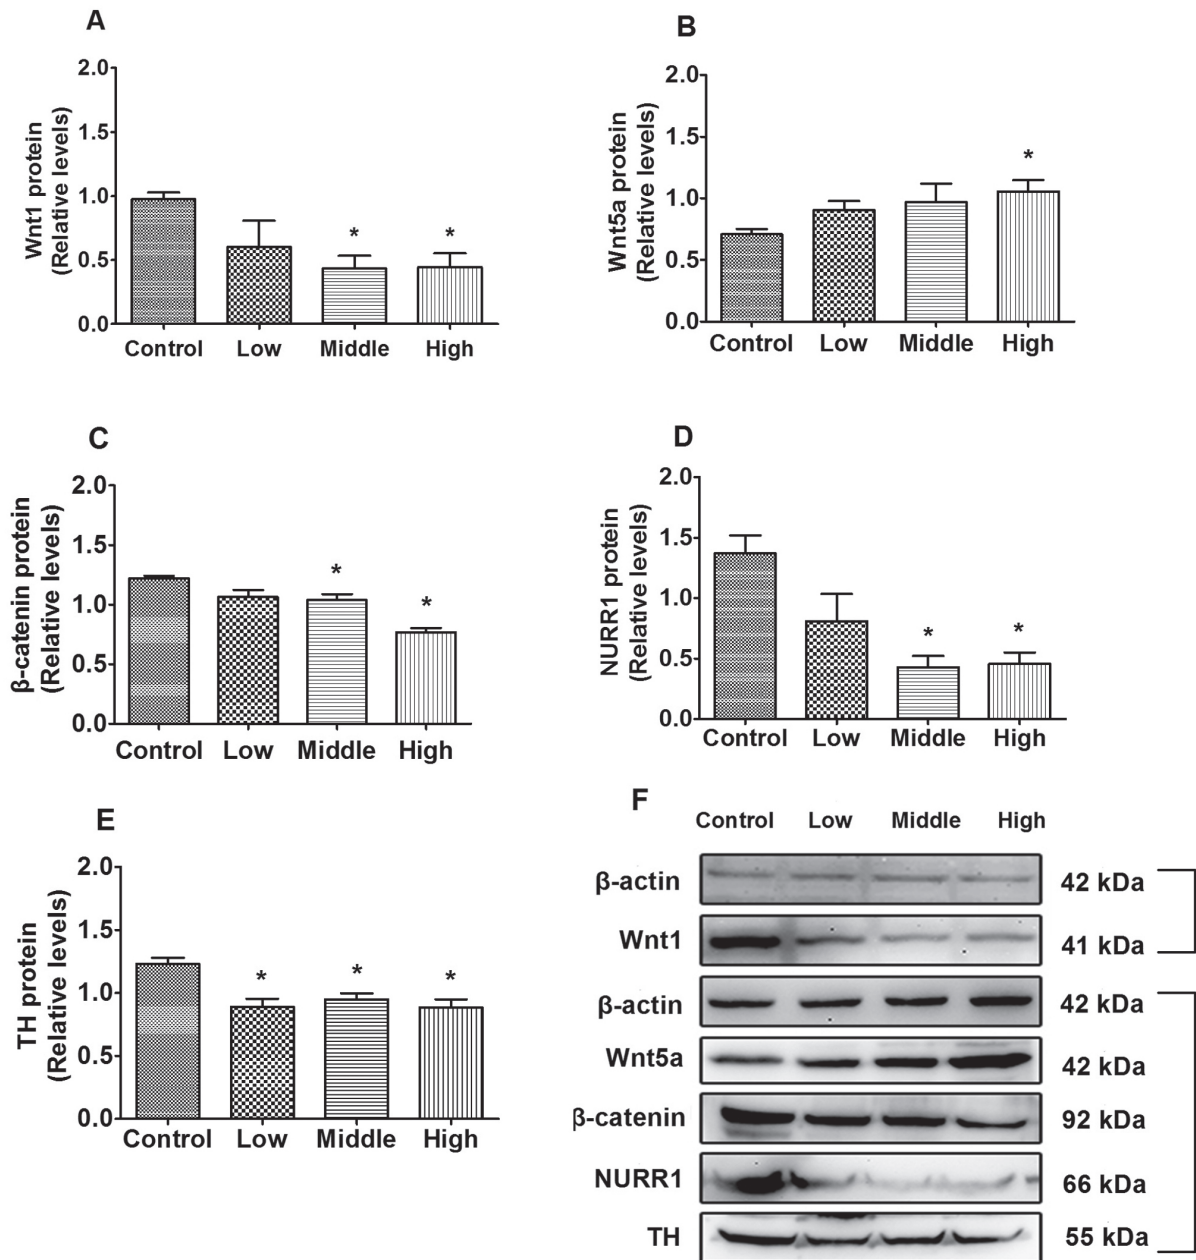 A
Wnt1 protein
(Relative levels)
2.0
1.5
1.0
0.5
0.0
*
*
Control Low Middle High
B
Wnt5a protein
(Relative levels)
2.0
1.5
1.0
0.5
0.0
*
Control Low Middle High
C
β-catenin protein
(Relative levels)
2.0
1.5
1.0
0.5
0.0
*
*
Control Low Middle High
D
NURR1 protein
(Relative levels)
2.0
1.5
1.0
0.5
0.0
*
*
Control Low Middle High
E
TH protein
(Relative levels)
2.0
1.5
1.0
0.5
0.0
*
*
*
Control Low Middle High
F
Control Low Middle High
β-actin 42 kDa
Wnt1 41 kDa
β-actin 42 kDa
Wnt5a 42 kDa
β-catenin 92 kDa
NURR1 66 kDa
TH 55 kDa